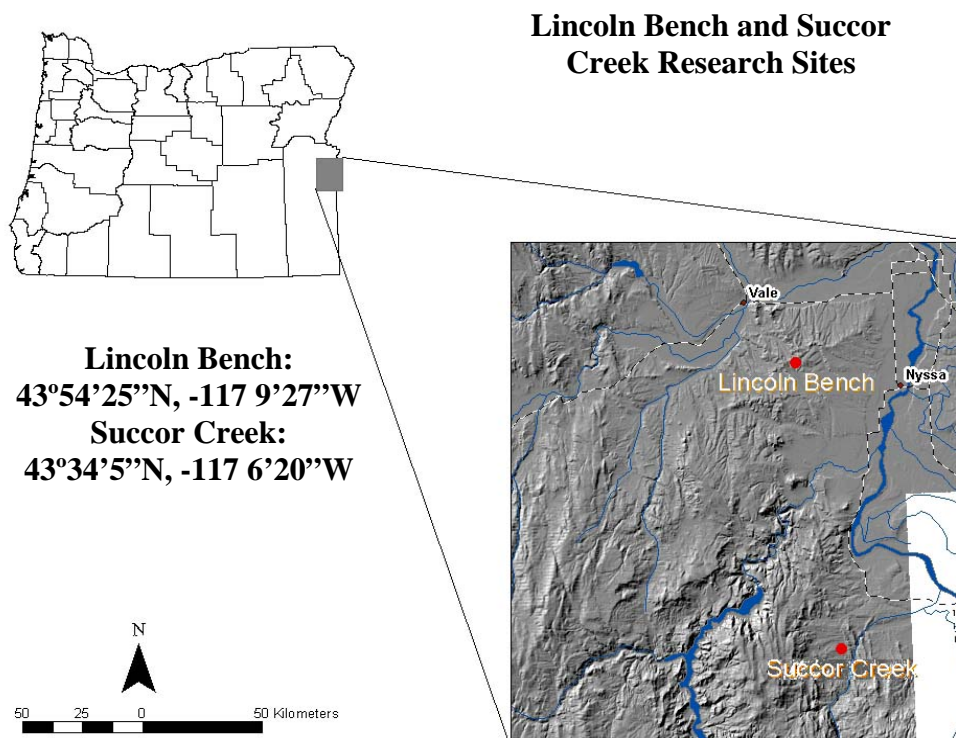 Lincoln Bench and Succor
Creek Research Sites
Lincoln Bench:
43º54’25”N, -117 9’27”W
Succor Creek:
43º34’5”N, -117 6’20”W
Vale
Lincoln Bench
Nyssa
Succor Creek
N
50 25 0 50 Kilometers